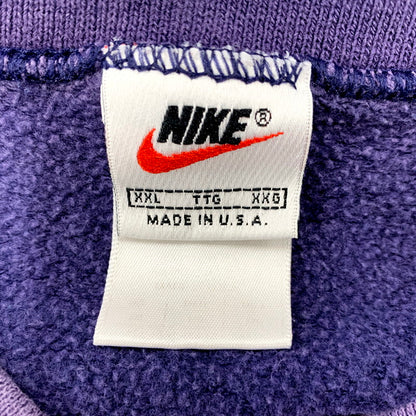 NIKE®
XXL TTG XXG
MADE IN U.S.A.